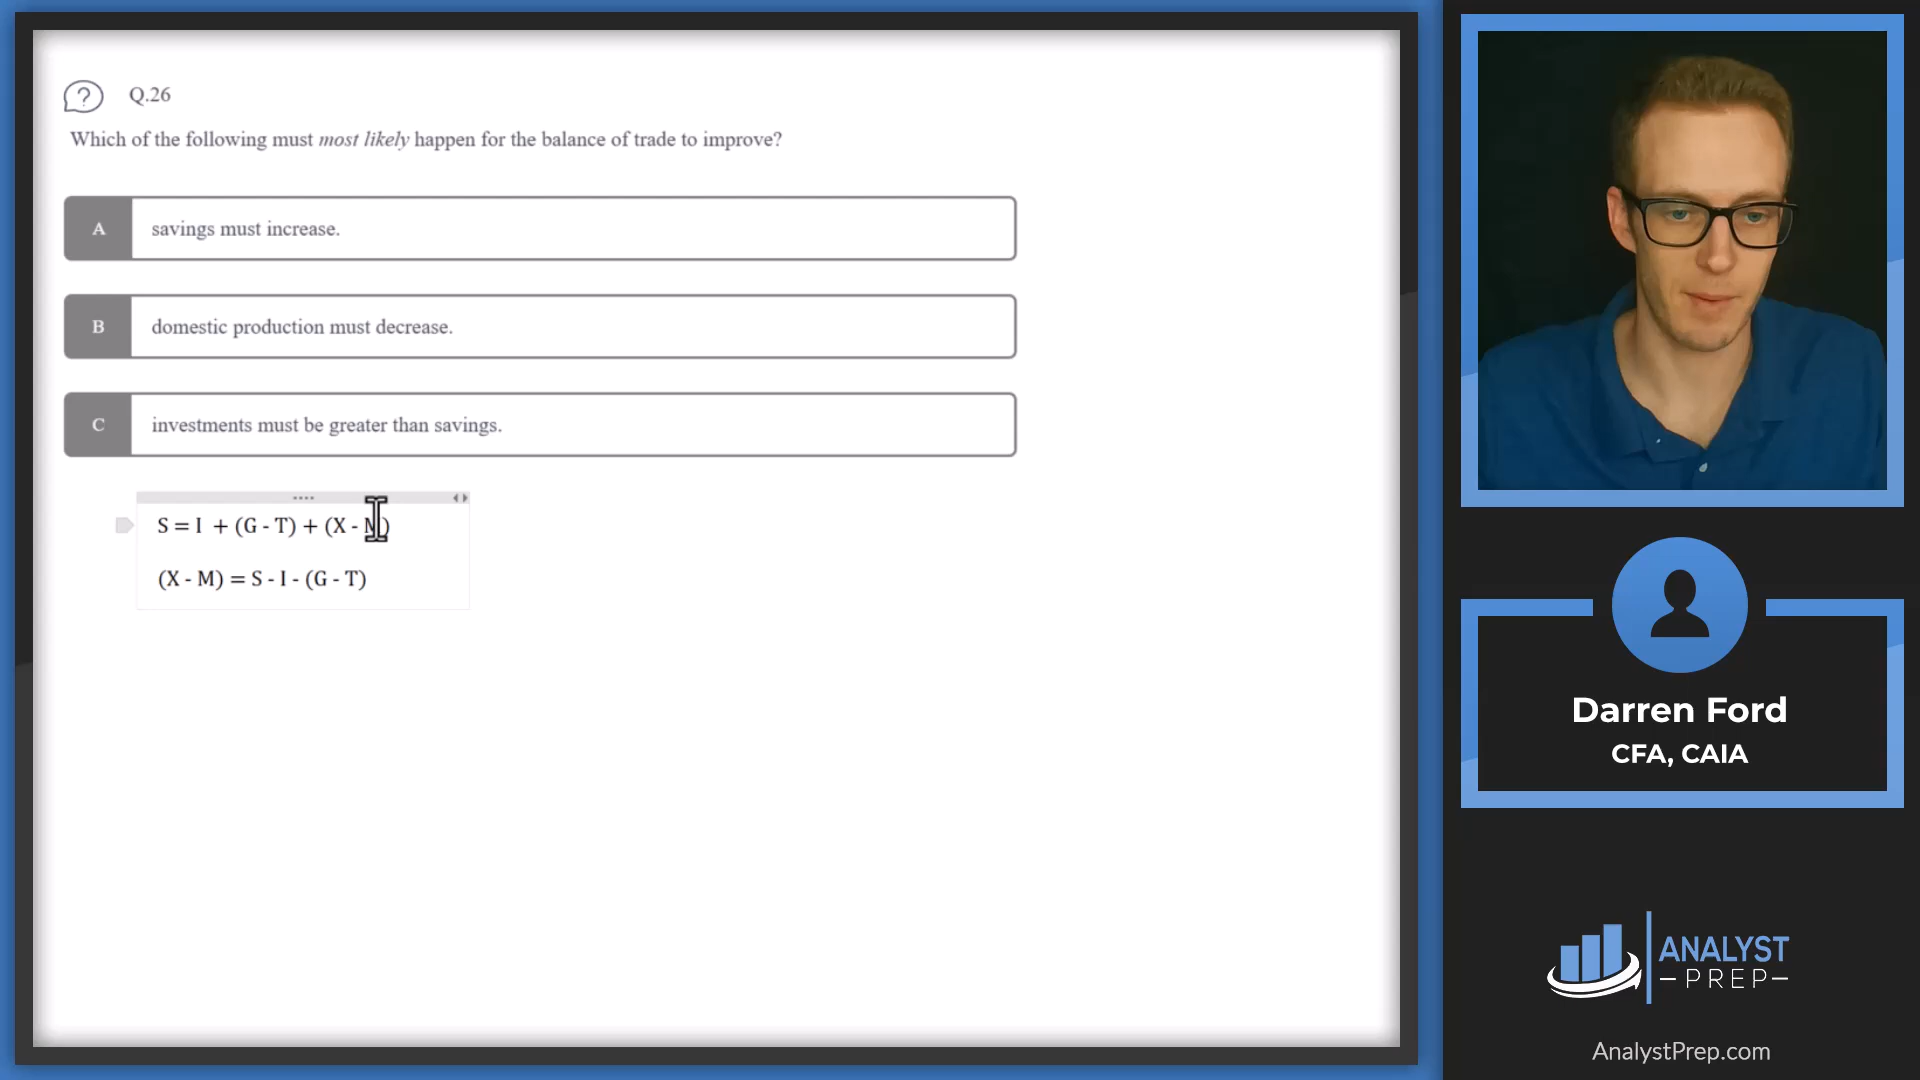 Q.26
Which of the following must most likely happen for the balance of trade to improve?
A savings must increase.
B domestic production must decrease.
C investments must be greater than savings.
S = I + (G - T) + (X - M)
(X - M) = S - I - (G - T)
Darren Ford
CFA, CAIA
ANALYST
PREP
AnalystPrep.com